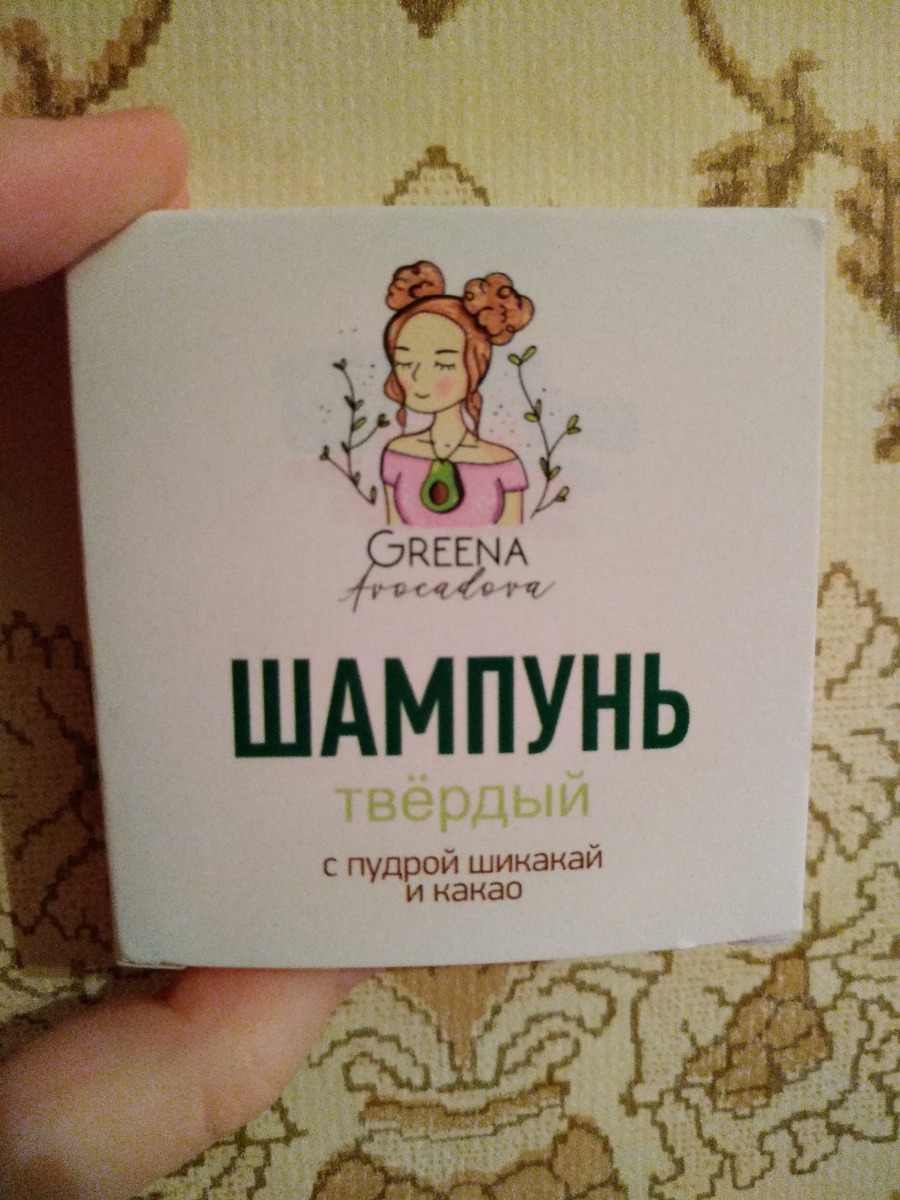 GREENA
Avocadova
ШАМПУНЬ
твёрдый
с пудрой шикакай
и какао